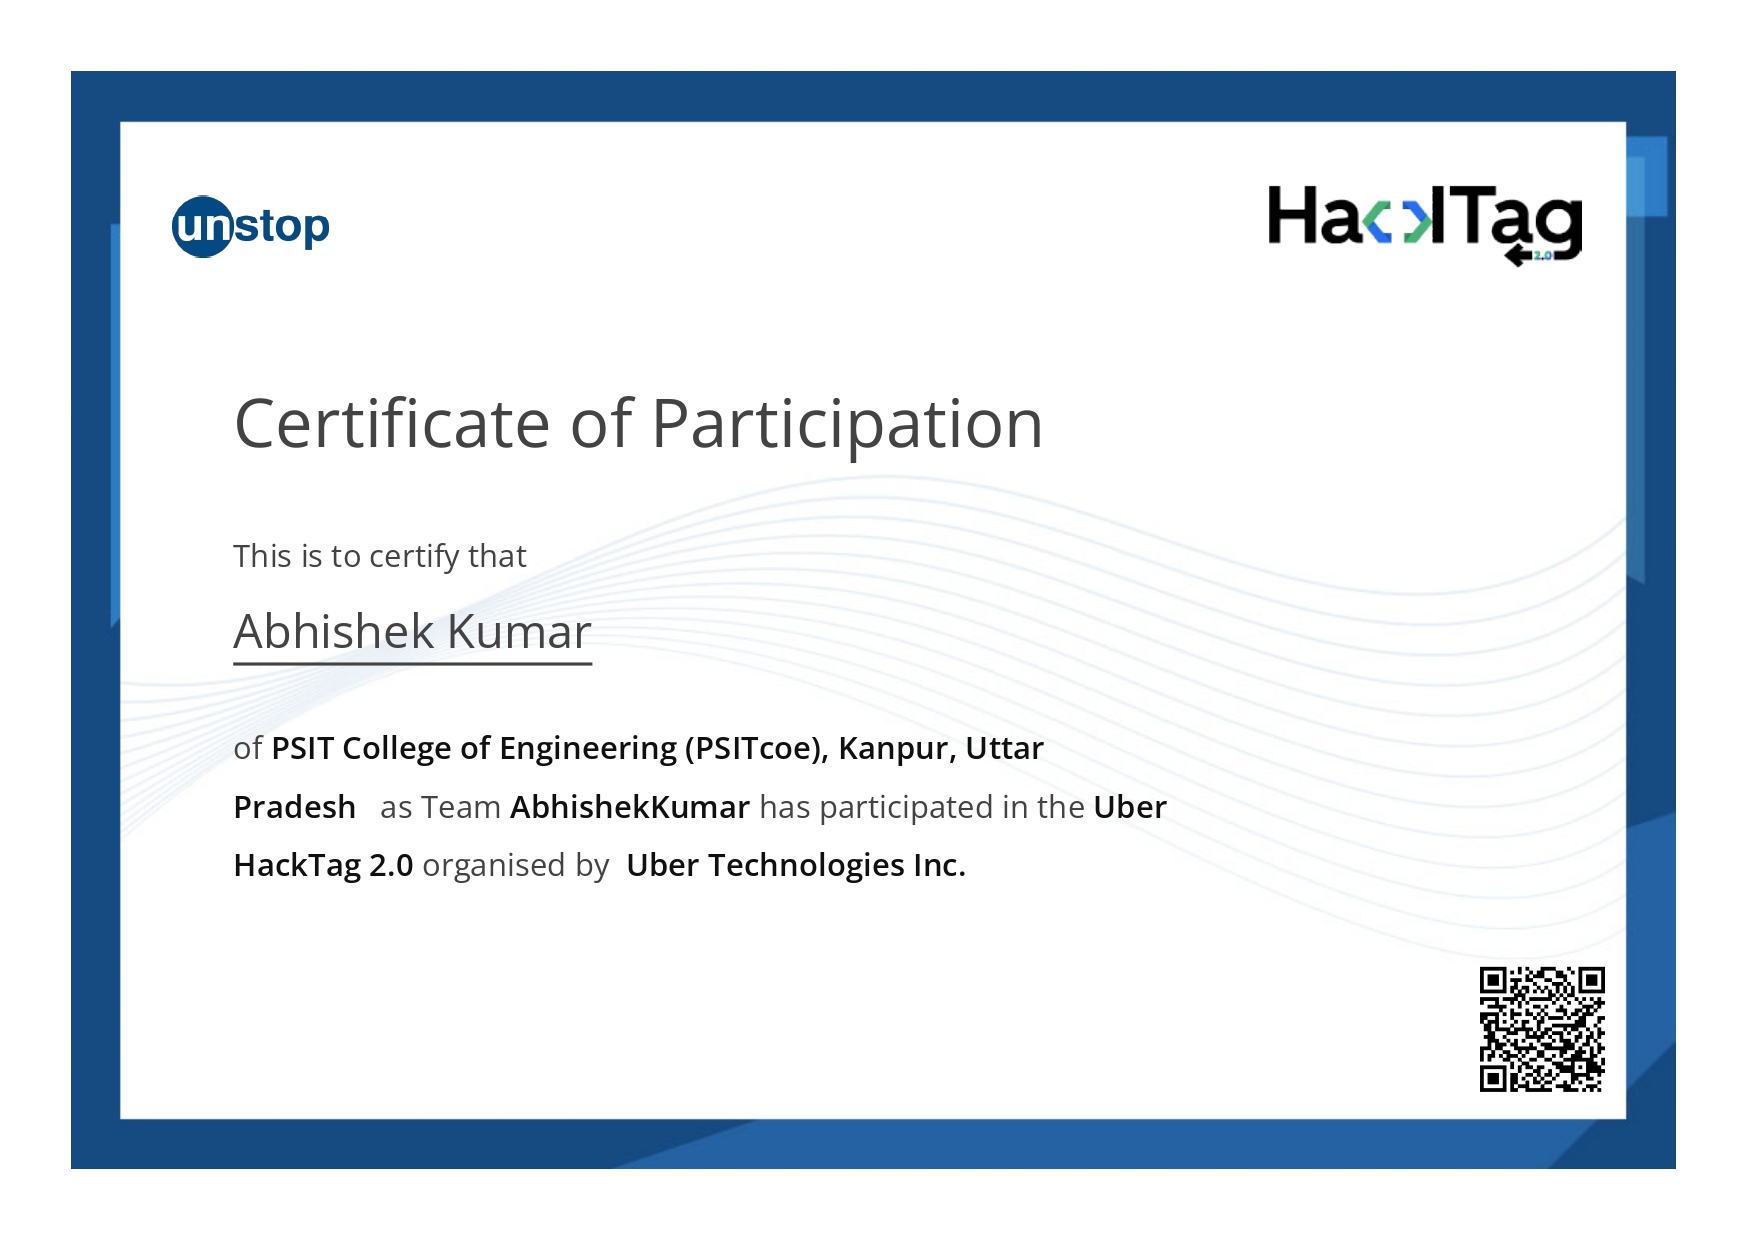 unstop
HackTag
2.0
Certificate of Participation
This is to certify that
Abhishek Kumar
of PSIT College of Engineering (PSITcoe), Kanpur, Uttar
Pradesh as Team AbhishekKumar has participated in the Uber
HackTag 2.0 organised by Uber Technologies Inc.